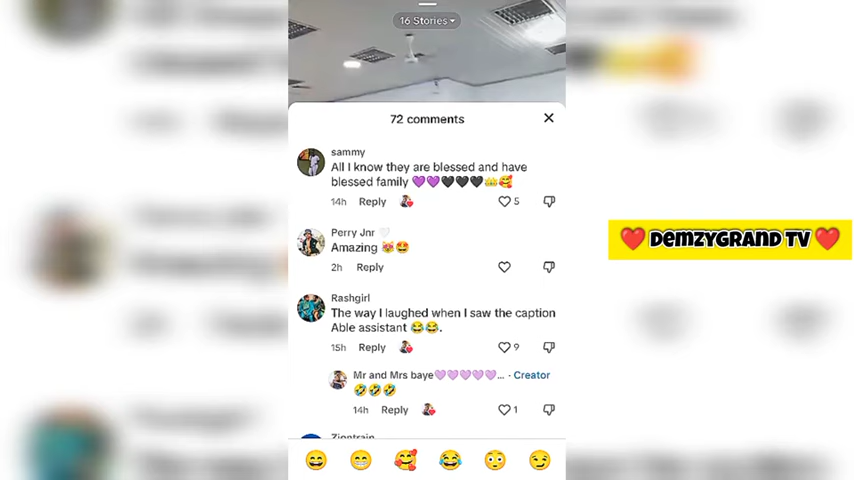 16 Stories
72 comments
sammy
All I know they are blessed and have
blessed family 💜💜🖤🖤🖤👑🥰
14h Reply 5
Perry Jnr 🤍
Amazing 😻🤩
2h Reply
Rashgirl
The way I laughed when I saw the caption
Able assistant 😂😂.
15h Reply 9
Mr and Mrs baye💜💜💜💜💜... · Creator
🤣🤣🤣
14h Reply 1
Ziontrain
❤️ DEMZYGRAND TV ❤️